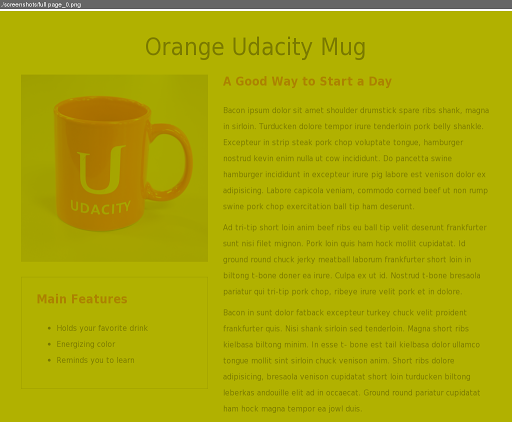 ./screenshots/full page_0.png
Orange Udacity Mug
U
UDACITY
Main Features
Holds your favorite drink
Energizing color
Reminds you to learn
A Good Way to Start a Day
Bacon ipsum dolor sit amet shoulder drumstick spare ribs shank, magna
in sirloin. Turducken dolore tempor irure tenderloin pork belly shankle.
Excepteur in strip steak pork chop voluptate tongue, hamburger
nostrud kevin enim nulla ut cow incididunt. Do pancetta swine
hamburger incididunt in excepteur irure pig labore est venison dolor ex
adipisicing. Labore capicola veniam, commodo corned beef ut non rump
swine pork chop exercitation ball tip ham deserunt.
Ad tri-tip short loin anim beef ribs eu ball tip velit deserunt frankfurter
sunt nisi filet mignon. Pork loin quis ham hock mollit cupidatat. Id
ground round chuck jerky meatball laborum frankfurter short loin in
biltong t-bone doner ea irure. Culpa ex ut id. Nostrud t-bone bresaola
pariatur qui tri-tip pork chop, ribeye irure velit pork et in dolore.
Bacon in sunt dolor fatback excepteur turkey chuck velit proident
frankfurter quis. Nisi shank sirloin sed tenderloin. Magna short ribs
kielbasa biltong minim. In esse t- bone est tail kielbasa dolor ullamco
tongue mollit sint sirloin chuck venison anim. Short ribs dolore
adipisicing, bresaola venison cupidatat short loin turducken biltong
leberkas andouille elit ad in occaecat. Ground round pariatur cupidatat
ham hock magna tempor ea jowl duis.